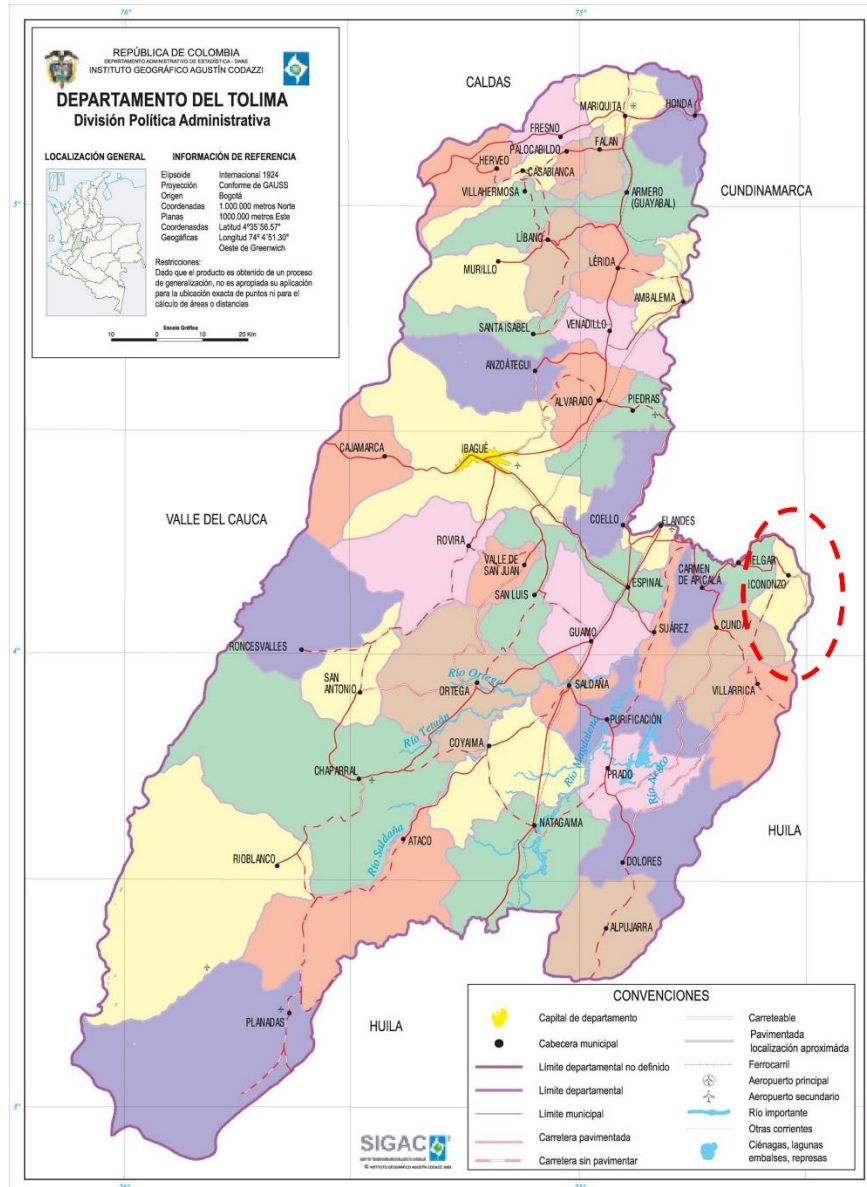 76°
75°
REPÚBLICA DE COLOMBIA
DEPARTAMENTO ADMINISTRATIVO DE ESTADÍSTICA - DANE
INSTITUTO GEOGRÁFICO AGUSTÍN CODAZZI
DEPARTAMENTO DEL TOLIMA
División Política Administrativa
LOCALIZACIÓN GENERAL
INFORMACIÓN DE REFERENCIA
Elipsoide Internacional 1924
Proyección Conforme de GAUSS
Origen Bogotá
Coordenadas 1.000.000 metros Norte
Planas 1000.000 metros Este
Coordenasdas Latitud 4º35´56.57"
Geográficas Longitud 74º 4´51.30"
Oeste de Greenwich
Restricciones:
Dado que el producto es obtenido de un proceso
de generalización, no es apropiada su aplicación
para la ubicación exacta de puntos ni para el
cálculo de áreas o distancias
Escala Gráfica
10 0 10 20 Km
CALDAS
MARIQUITA
HONDA
FRESNO
PALOCABILDO
FALAN
HERVEO
CASABIANCA
VILLAHERMOSA
ARMERO
(GUAYABAL)
CUNDINAMARCA
5°
LÍBANO
MURILLO
LÉRIDA
AMBALEMA
SANTA ISABEL
VENADILLO
ANZOÁTEGUI
ALVARADO
PIEDRAS
CAJAMARCA
IBAGUÉ
VALLE DEL CAUCA
COELLO
FLANDES
ROVIRA
VALLE DE
SAN JUAN
MELGAR
ICONONZO
CARMEN
DE APICALÁ
ESPINAL
SAN LUIS
GUAMO
SUÁREZ
CUNDAY
RONCESVALLES
4°
SAN
ANTONIO
ORTEGA
Río Ortega
SALDAÑA
VILLARRICA
PURIFICACIÓN
Río Tetuán
COYAIMA
Río Magdalena
PRADO
Río Negro
CHAPARRAL
NATAGAIMA
HUILA
Río Saldaña
ATACO
RIOBLANCO
DOLORES
ALPUJARRA
PLANADAS
HUILA
3°
CONVENCIONES
Capital de departamento
Cabecera municipal
Límite departamental no definido
Límite departamental
Límite municipal
Carretera pavimentada
Carretera sin pavimentar
Carreteable
Pavimentada
localización aproximáda
Ferrocarril
Aeropuerto principal
Aeropuerto secundario
Río importante
Otras corrientes
Ciénagas, lagunas
embalses, represas
SIGAC